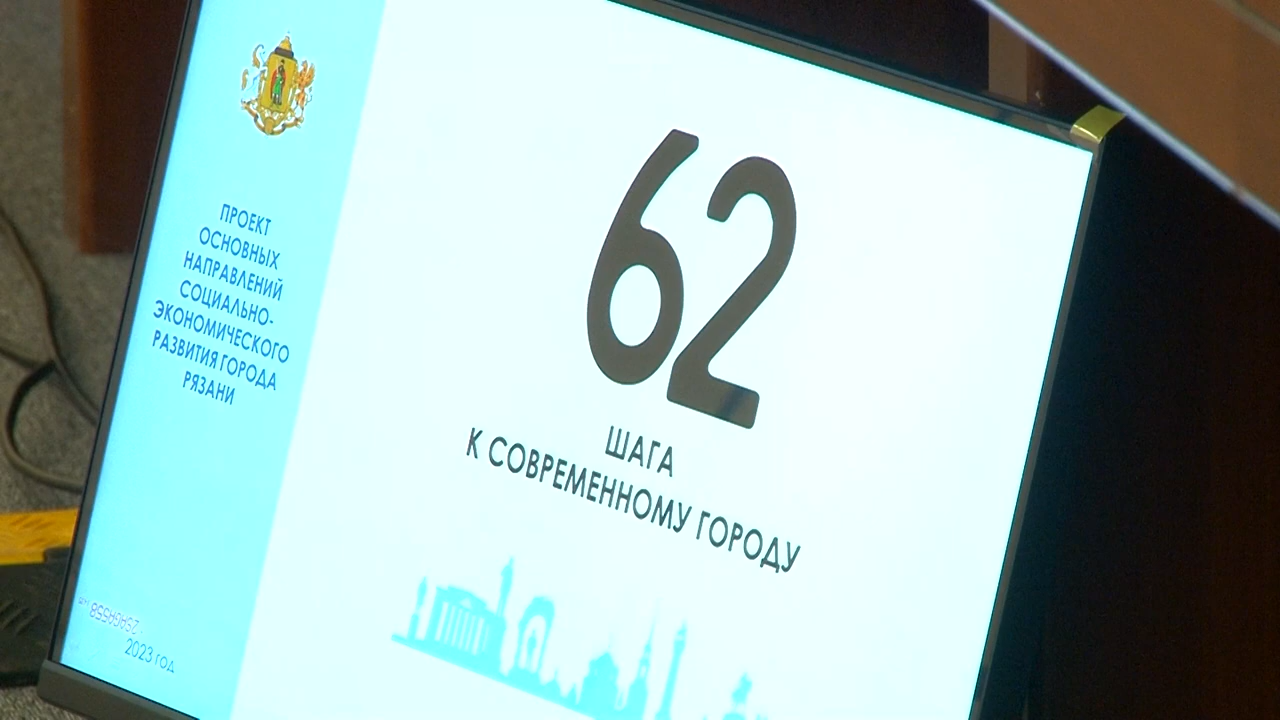 ПРОЕКТ
ОСНОВНЫХ
НАПРАВЛЕНИЙ
СОЦИАЛЬНО-
ЭКОНОМИЧЕСКОГО
РАЗВИТИЯ ГОРОДА
РЯЗАНИ
2023 ГОД
62
ШАГА
К СОВРЕМЕННОМУ ГОРОДУ